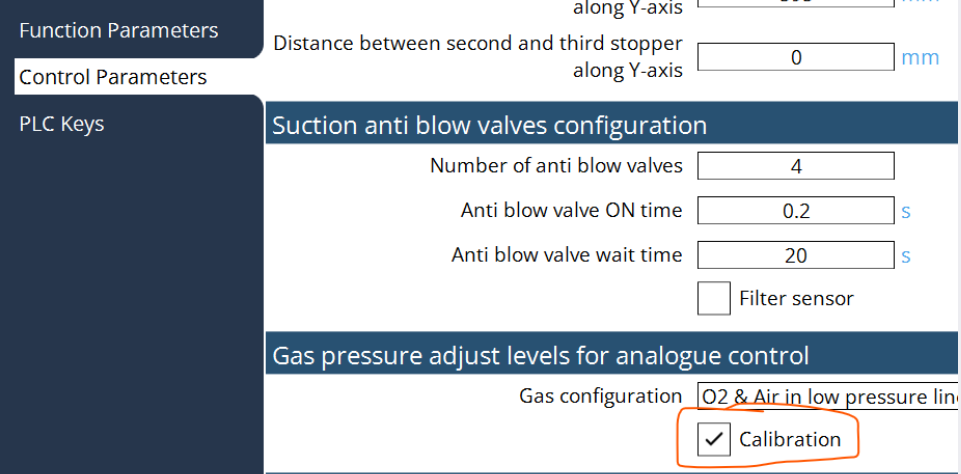 along Y-axis
Function Parameters
Distance between second and third stopper
along Y-axis
0
mm
Control Parameters
PLC Keys
Suction anti blow valves configuration
Number of anti blow valves
4
Anti blow valve ON time
0.2
s
Anti blow valve wait time
20
s
Filter sensor
Gas pressure adjust levels for analogue control
Gas configuration
O2 & Air in low pressure lin
Calibration